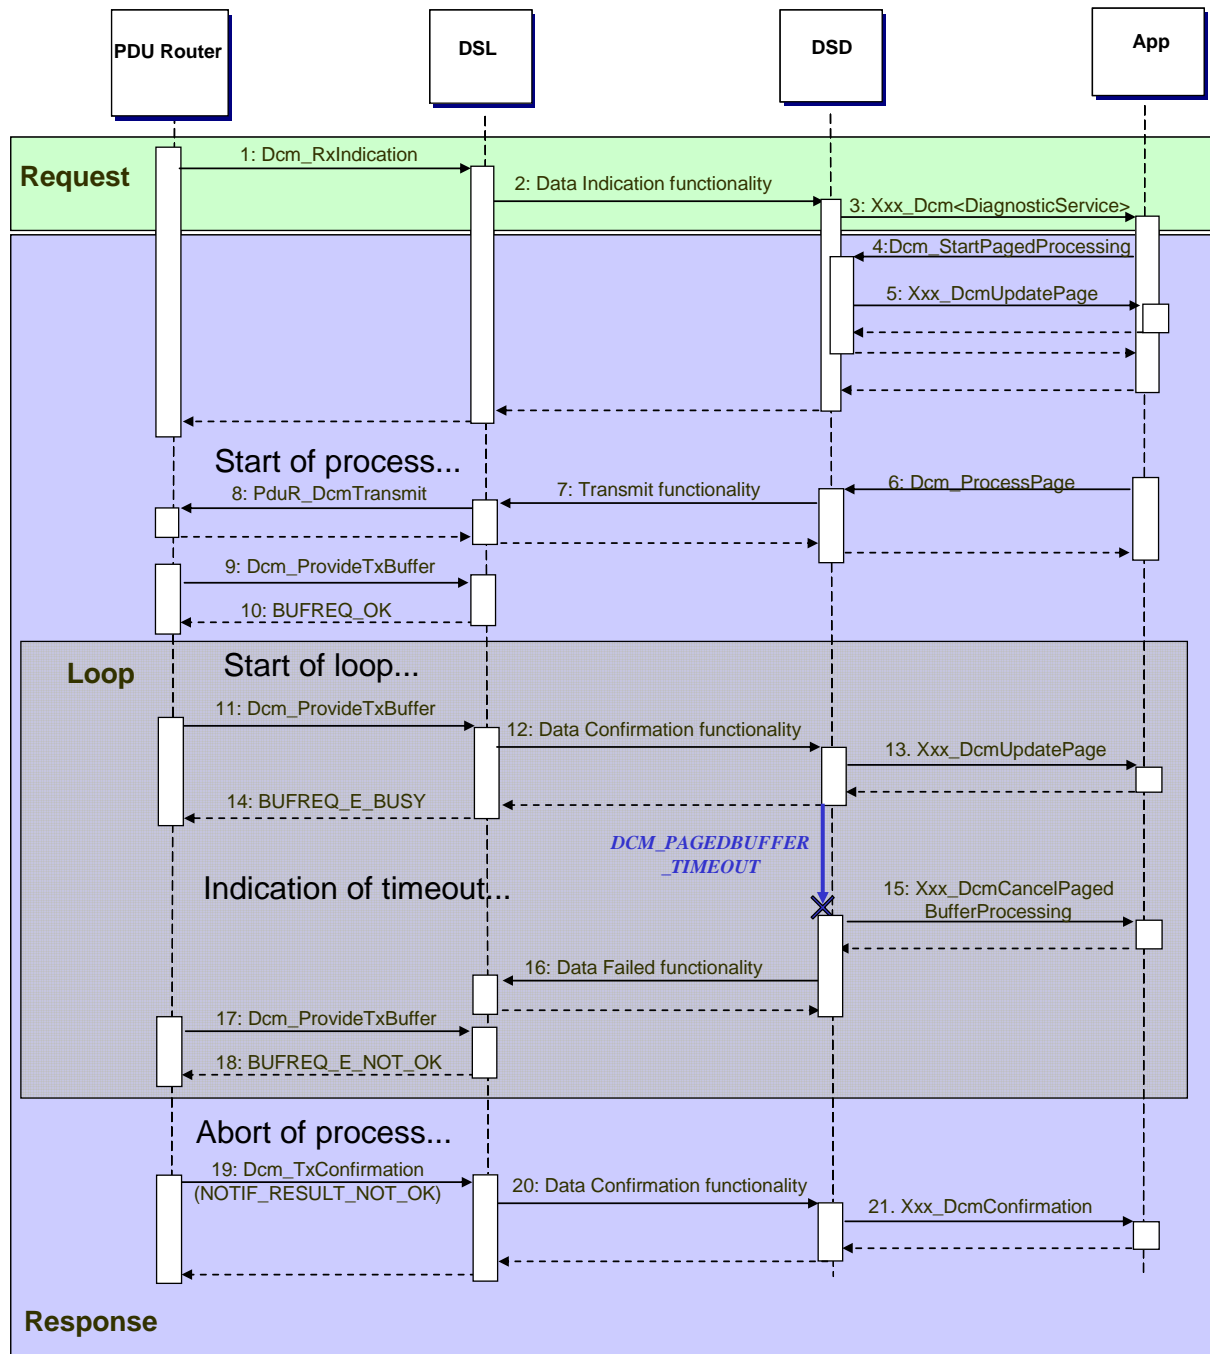 PDU Router
DSL
DSD
App
Request
1: Dcm_RxIndication
2: Data Indication functionality
3: Xxx_Dcm<DiagnosticService>
4:Dcm_StartPagedProcessing
5: Xxx_DcmUpdatePage
Start of process...
6: Dcm_ProcessPage
7: Transmit functionality
8: PduR_DcmTransmit
9: Dcm_ProvideTxBuffer
10: BUFREQ_OK
Loop
Start of loop...
11: Dcm_ProvideTxBuffer
12: Data Confirmation functionality
13. Xxx_DcmUpdatePage
14: BUFREQ_E_BUSY
DCM_PAGEDBUFFER
_TIMEOUT
Indication of timeout...
15: Xxx_DcmCancelPaged
BufferProcessing
16: Data Failed functionality
17: Dcm_ProvideTxBuffer
18: BUFREQ_E_NOT_OK
Abort of process...
19: Dcm_TxConfirmation
(NOTIF_RESULT_NOT_OK)
20: Data Confirmation functionality
21. Xxx_DcmConfirmation
Response